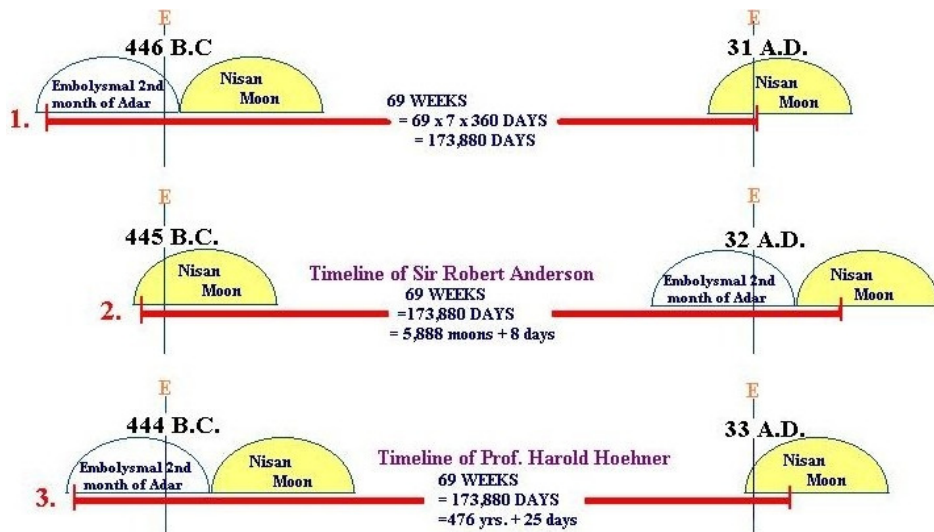 E
E
446 B.C
31 A.D.
Embolysmal 2nd
month of Adar
Nisan
Moon
Nisan
Moon
1.
69 WEEKS
= 69 x 7 x 360 DAYS
= 173,880 DAYS
E
E
445 B.C.
32 A.D.
Nisan
Moon
Timeline of Sir Robert Anderson
Embolysmal 2nd
month of Adar
Nisan
Moon
2.
69 WEEKS
=173,880 DAYS
= 5,888 moons + 8 days
E
E
444 B.C.
33 A.D.
Embolysmal 2nd
month of Adar
Nisan
Moon
Timeline of Prof. Harold Hoehner
Nisan
Moon
3.
69 WEEKS
= 173,880 DAYS
=476 yrs. + 25 days